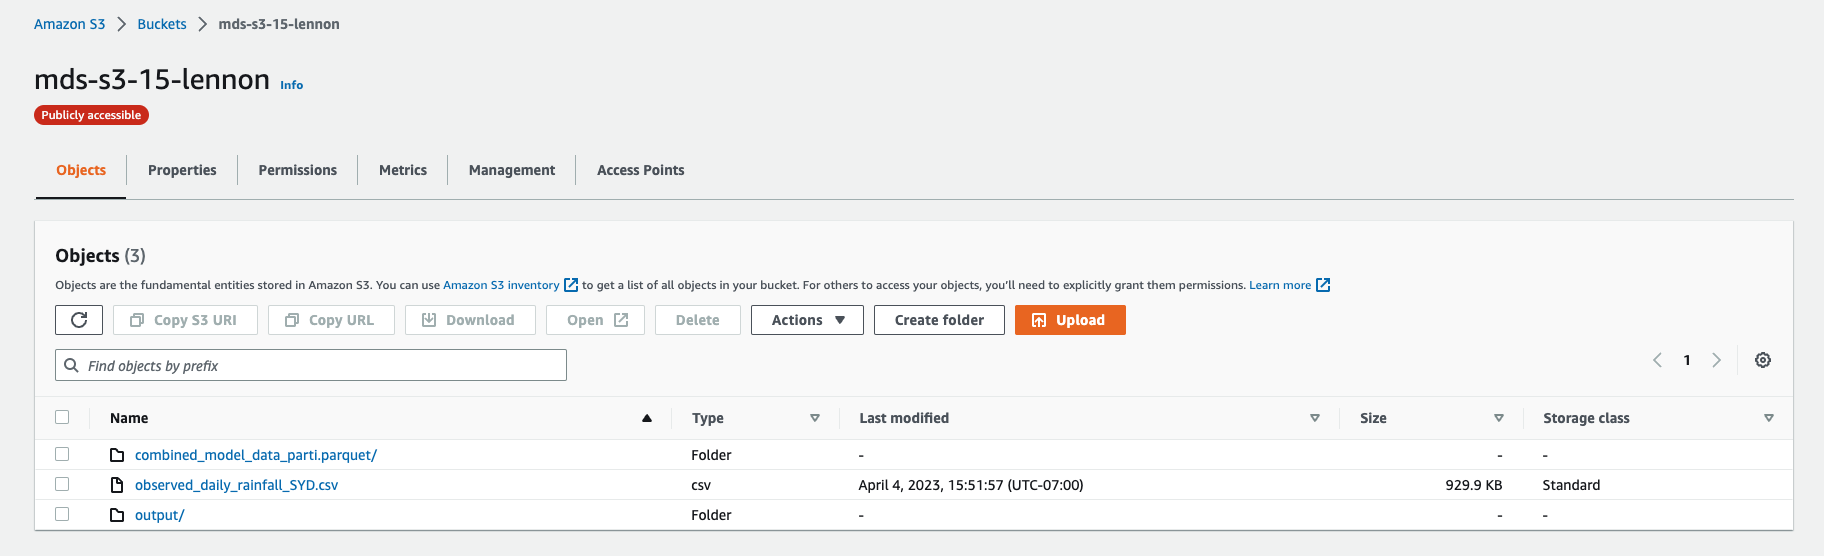 Amazon S3 > Buckets > mds-s3-15-lennon
mds-s3-15-lennon Info
Publicly accessible
Objects Properties Permissions Metrics Management Access Points
Objects (3)
Objects are the fundamental entities stored in Amazon S3. You can use Amazon S3 inventory to get a list of all objects in your bucket. For others to access your objects, you'll need to explicitly grant them permissions. Learn more
Copy S3 URI Copy URL Download Open Delete Actions Create folder Upload
Find objects by prefix 1
Name Type Last modified Size Storage class
combined_model_data_parti.parquet/ Folder - - -
observed_daily_rainfall_SYD.csv csv April 4, 2023, 15:51:57 (UTC-07:00) 929.9 KB Standard
output/ Folder - - -